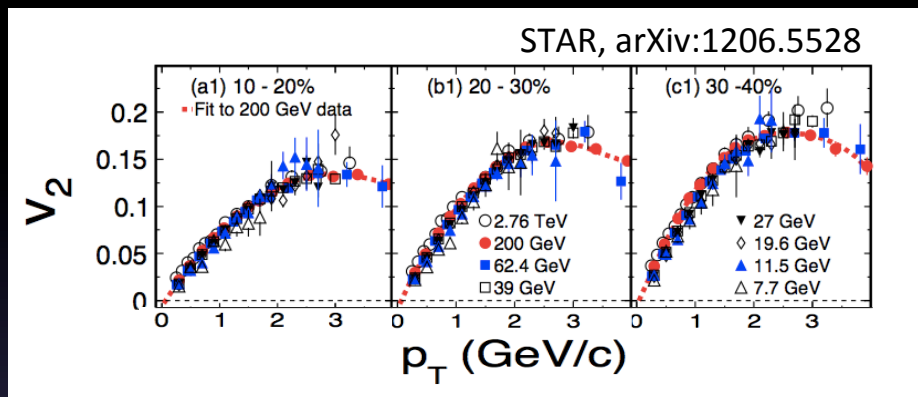 STAR, arXiv:1206.5528
(a1) 10 - 20%
(b1) 20 - 30%
(c1) 30 -40%
Fit to 200 GeV data
0.2
0.15
0.1
0.05
0
V2
2.76 TeV
200 GeV
62.4 GeV
39 GeV
27 GeV
19.6 GeV
11.5 GeV
7.7 GeV
0 1 2 3 0 1 2 3 0 1 2 3 4
pT (GeV/c)